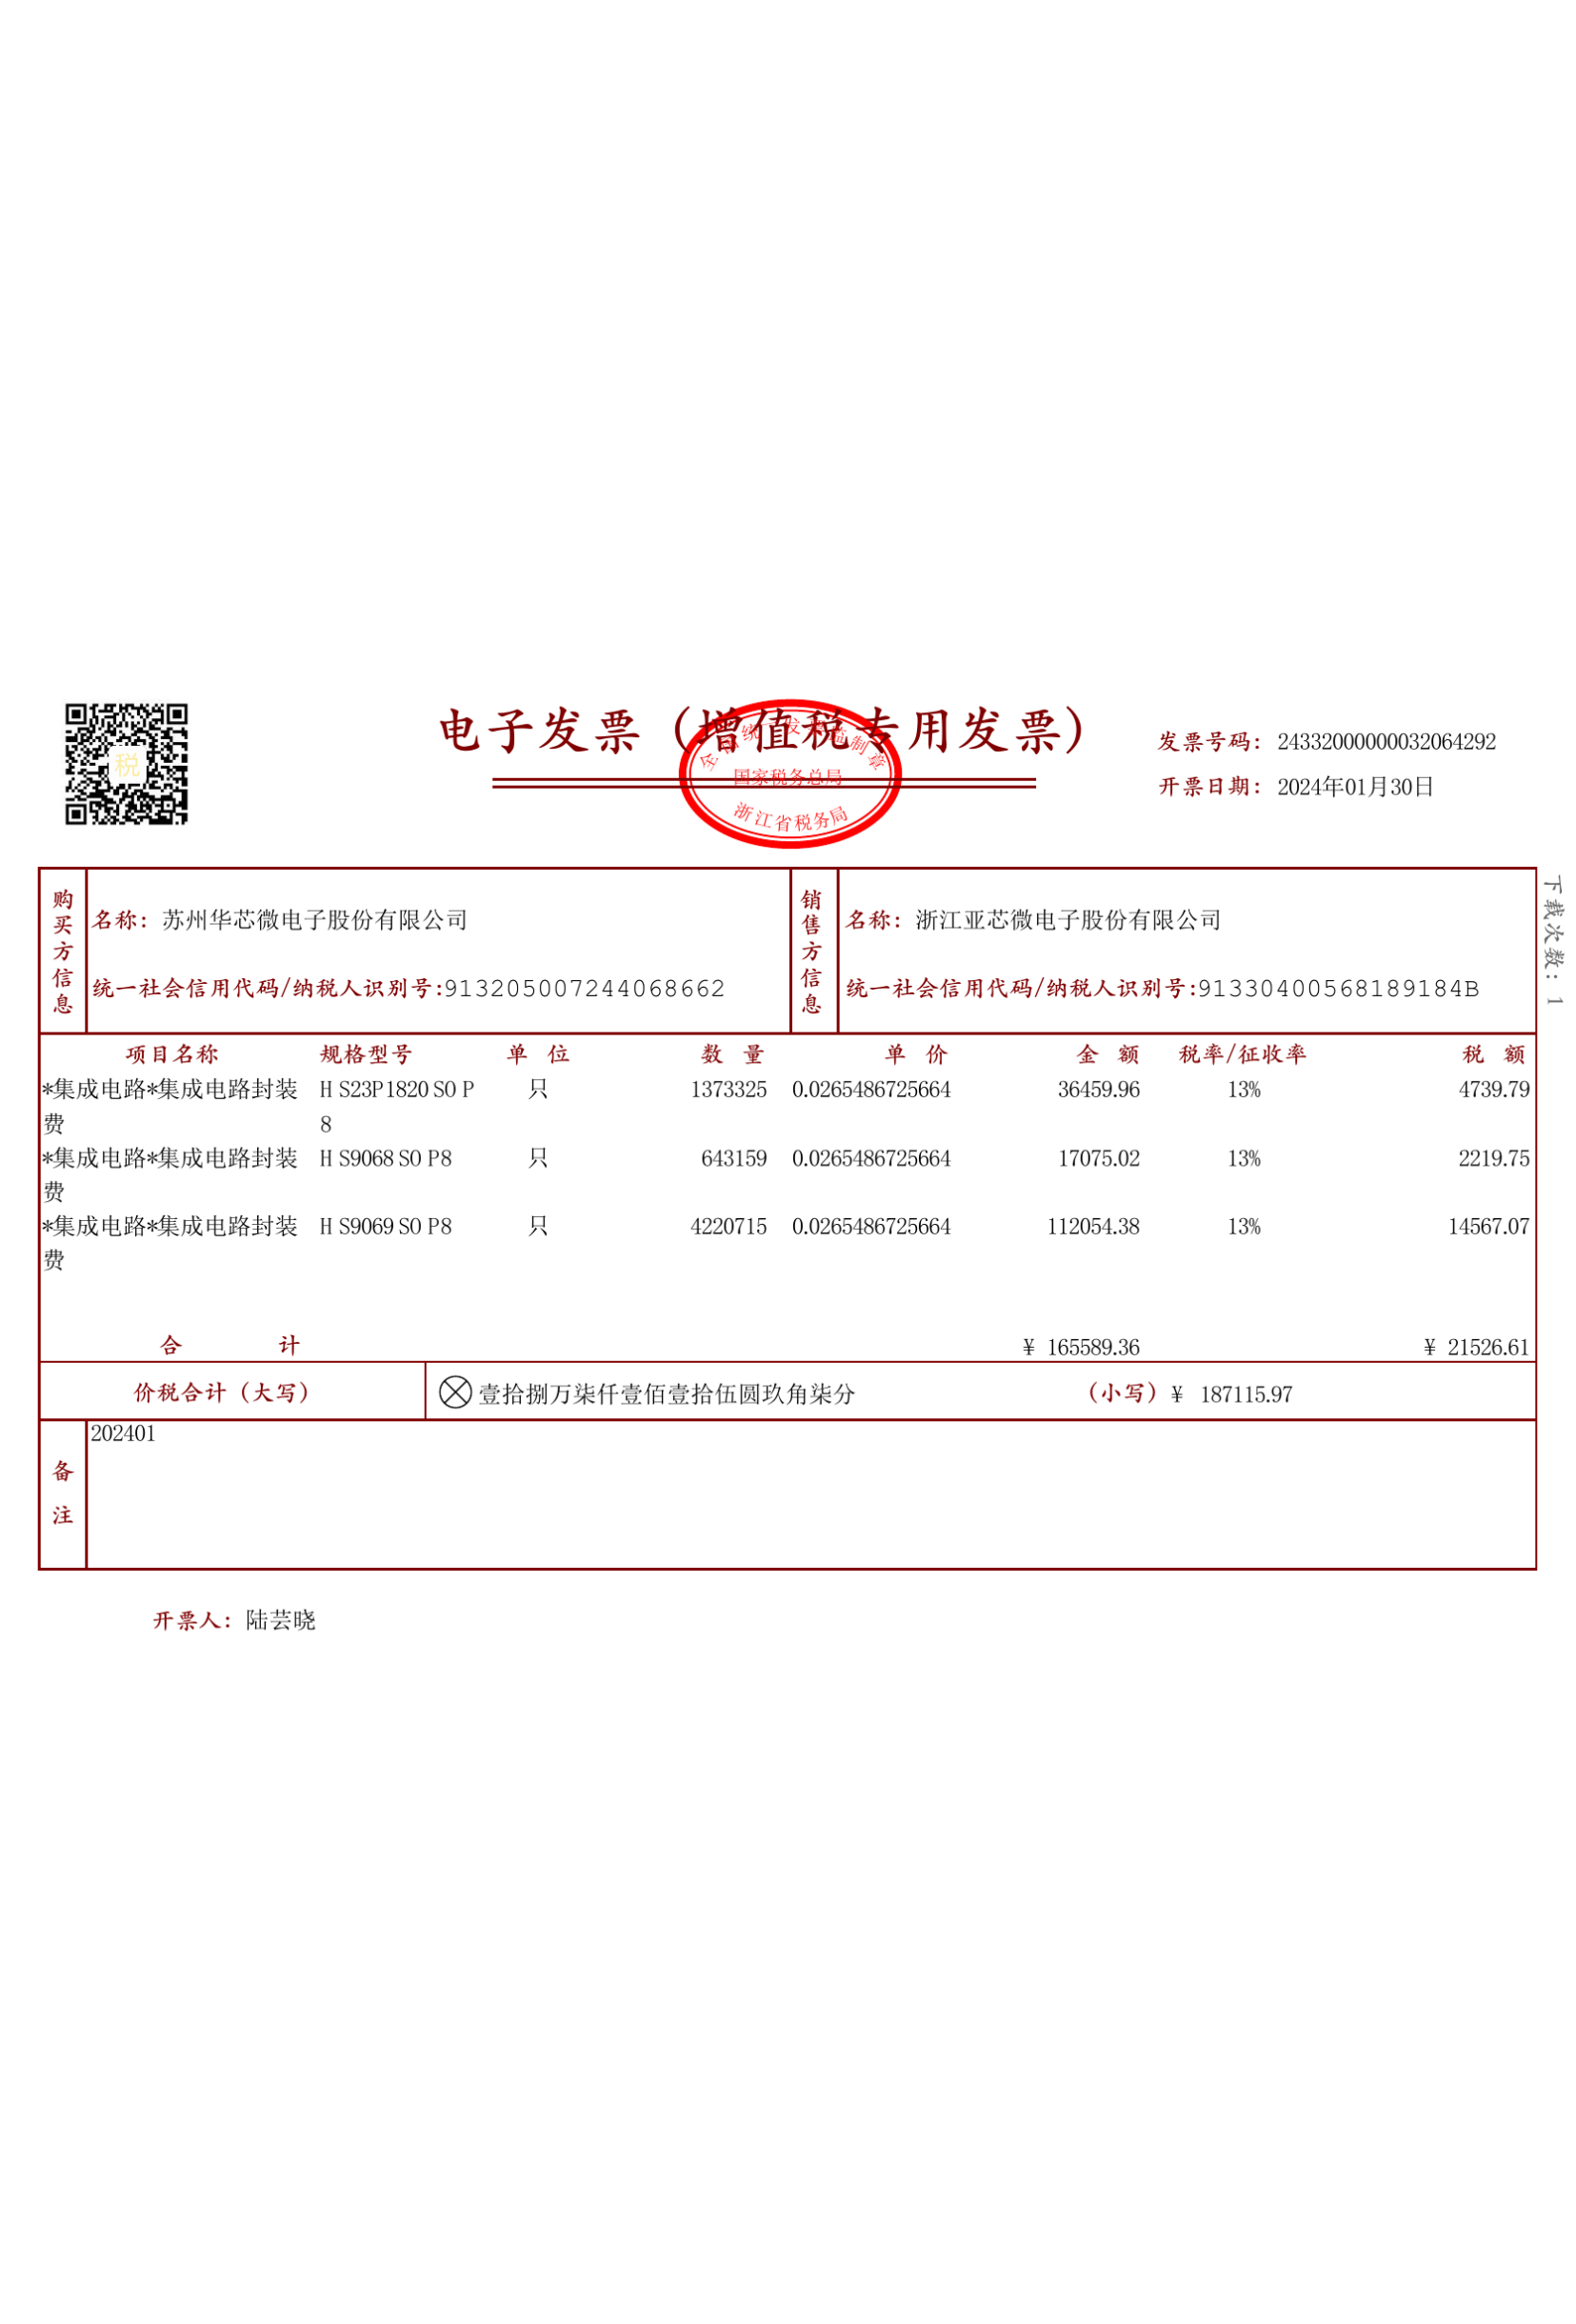 电子发票（增值税专用发票）
全国统一发票监制章
国家税务总局
浙江省税务局
税
发票号码： 24332000000032064292
开票日期： 2024年01月30日
下载次数：1
购买方信息
名称：苏州华芯微电子股份有限公司
统一社会信用代码/纳税人识别号:913205007244068662
销售方信息
名称：浙江亚芯微电子股份有限公司
统一社会信用代码/纳税人识别号:91330400568189184B
项目名称 规格型号 单 位 数 量 单 价 金 额 税率/征收率 税 额
*集成电路*集成电路封装 HS23P1820 SOP 只 1373325 0.0265486725664 36459.96 13% 4739.79
费 8
*集成电路*集成电路封装 HS9068 SOP8 只 643159 0.0265486725664 17075.02 13% 2219.75
费
*集成电路*集成电路封装 HS9069 SOP8 只 4220715 0.0265486725664 112054.38 13% 14567.07
费
合 计 ¥ 165589.36 ¥ 21526.61
价税合计（大写） 壹拾捌万柒仟壹佰壹拾伍圆玖角柒分 （小写）¥ 187115.97
备注
202401
开票人：陆芸晓